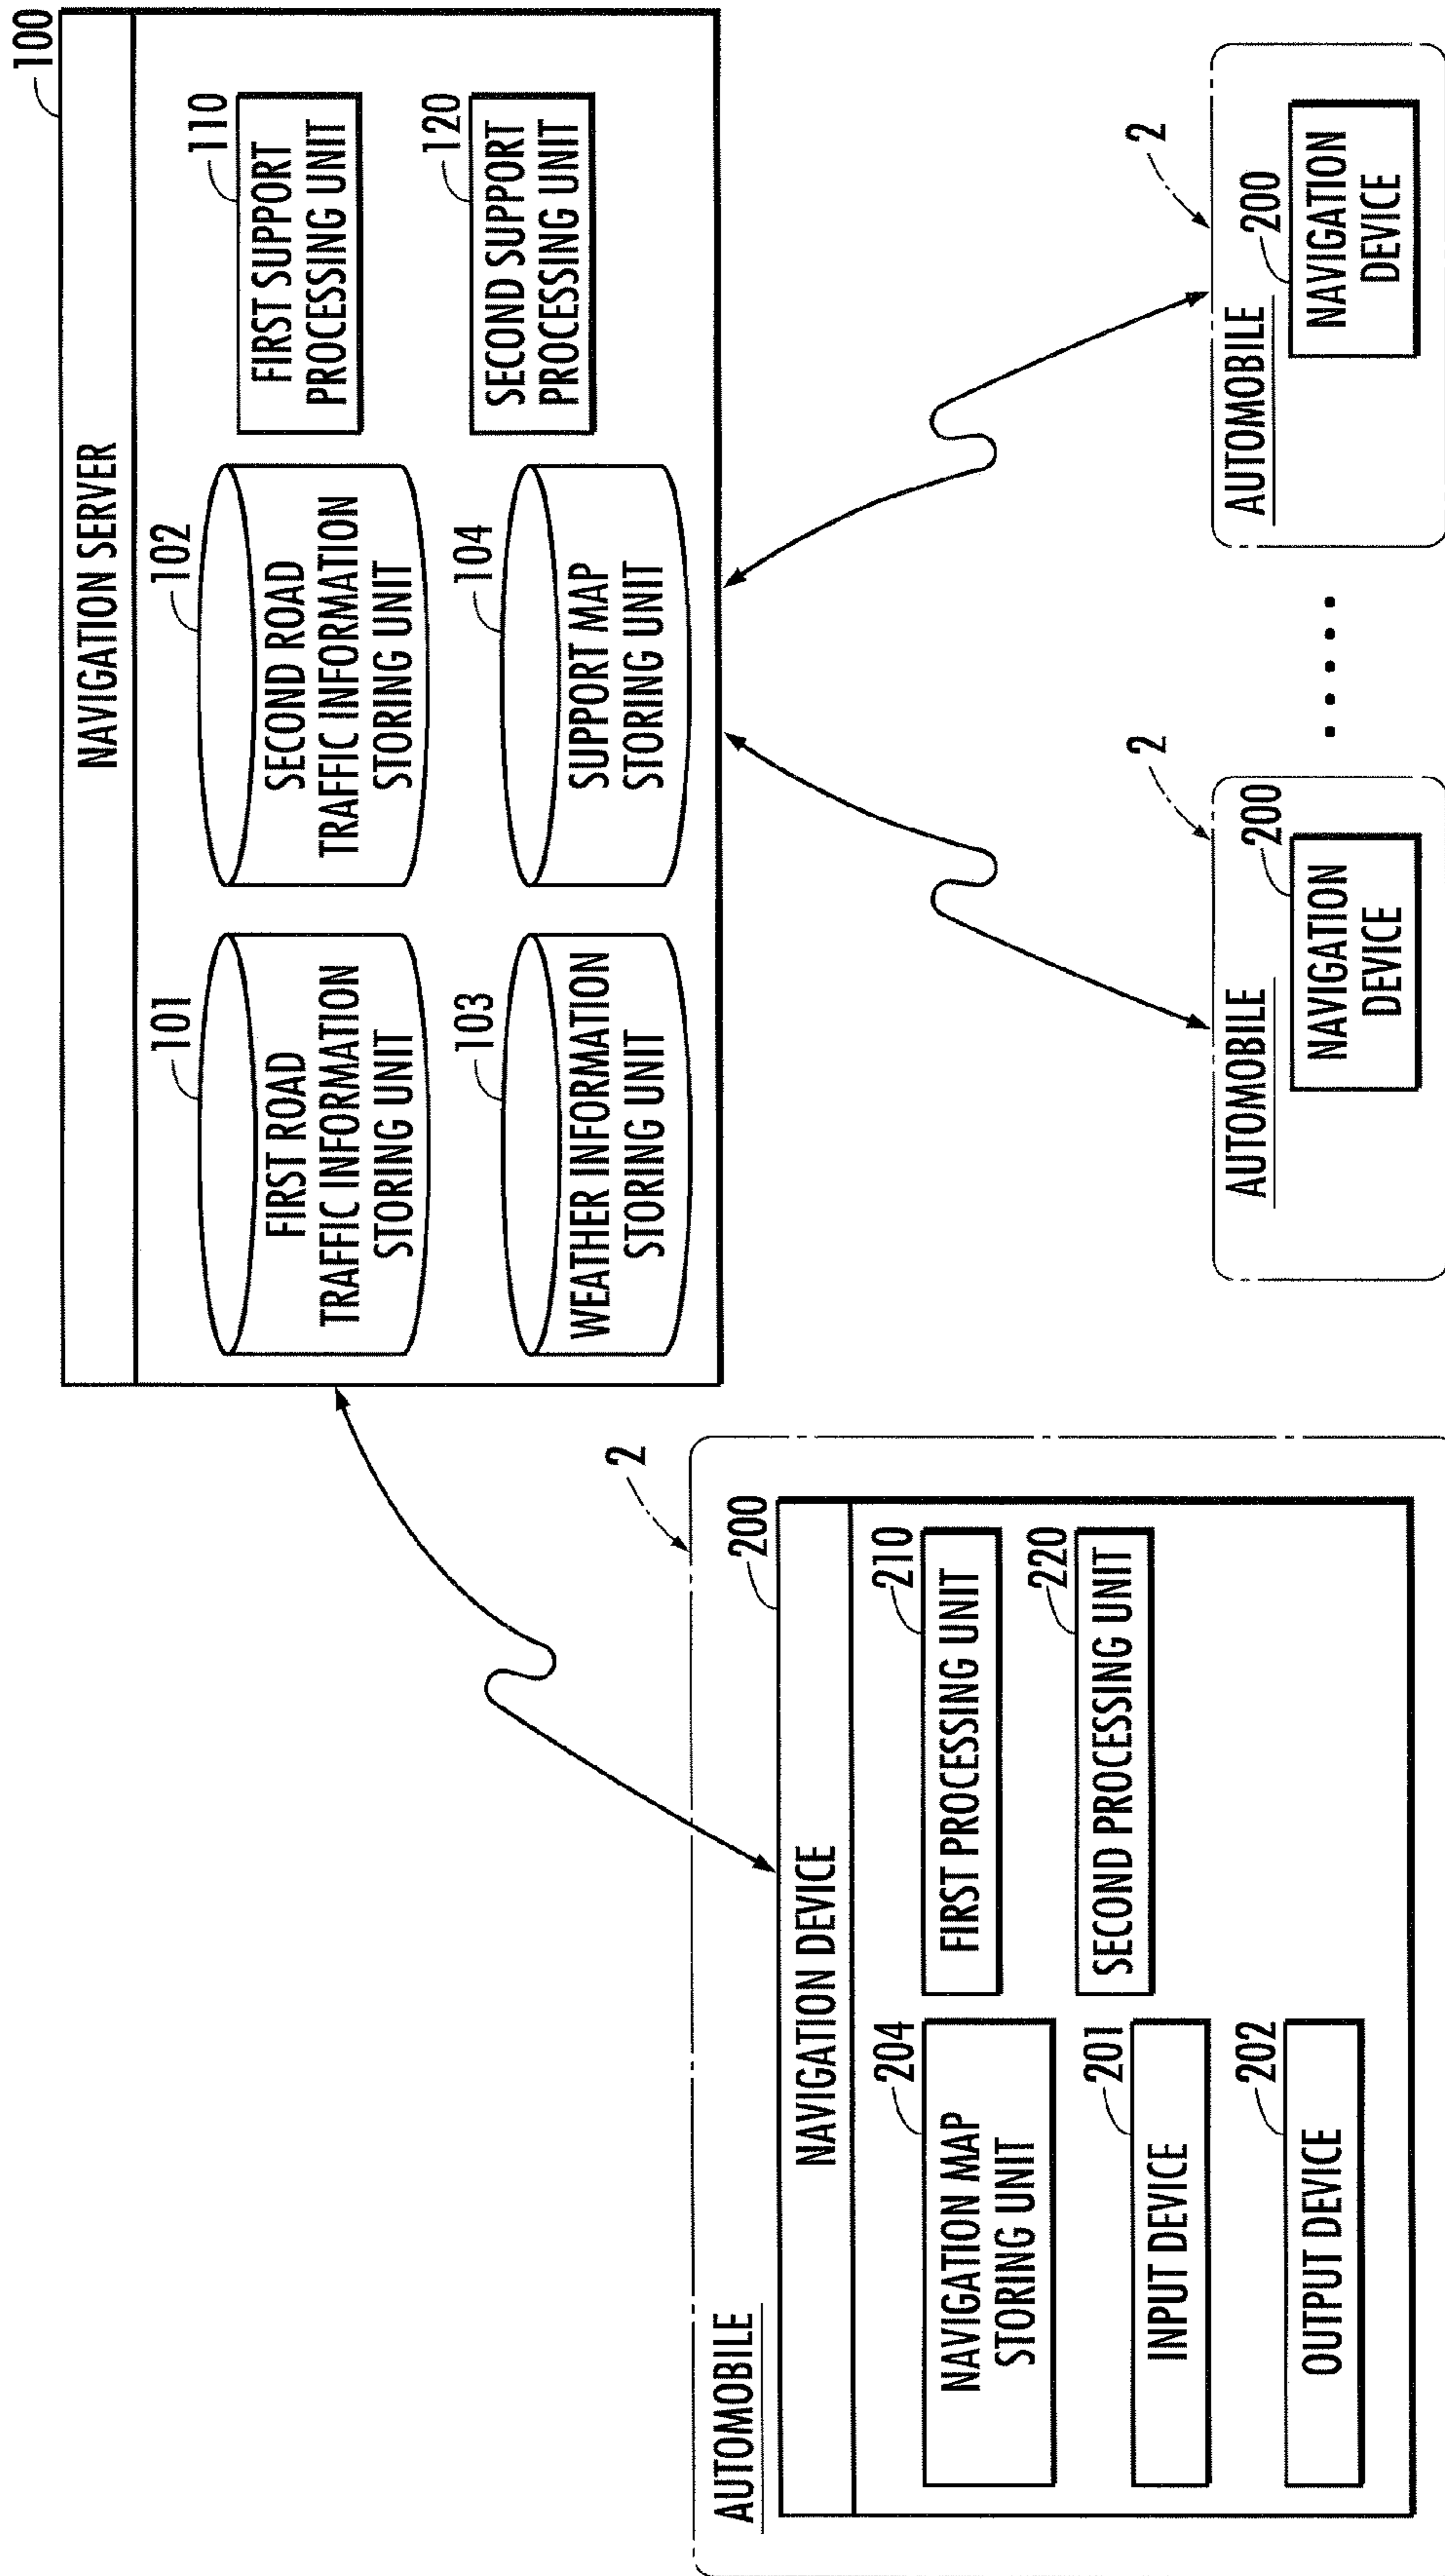 100
NAVIGATION SERVER
101
FIRST ROAD
TRAFFIC INFORMATION
STORING UNIT
102
SECOND ROAD
TRAFFIC INFORMATION
STORING UNIT
110
FIRST SUPPORT
PROCESSING UNIT
103
WEATHER INFORMATION
STORING UNIT
104
SUPPORT MAP
STORING UNIT
120
SECOND SUPPORT
PROCESSING UNIT
2
AUTOMOBILE
200
NAVIGATION DEVICE
204
NAVIGATION MAP
STORING UNIT
210
FIRST PROCESSING UNIT
201
INPUT DEVICE
220
SECOND PROCESSING UNIT
202
OUTPUT DEVICE
2
AUTOMOBILE
200
NAVIGATION
DEVICE
2
AUTOMOBILE
200
NAVIGATION
DEVICE